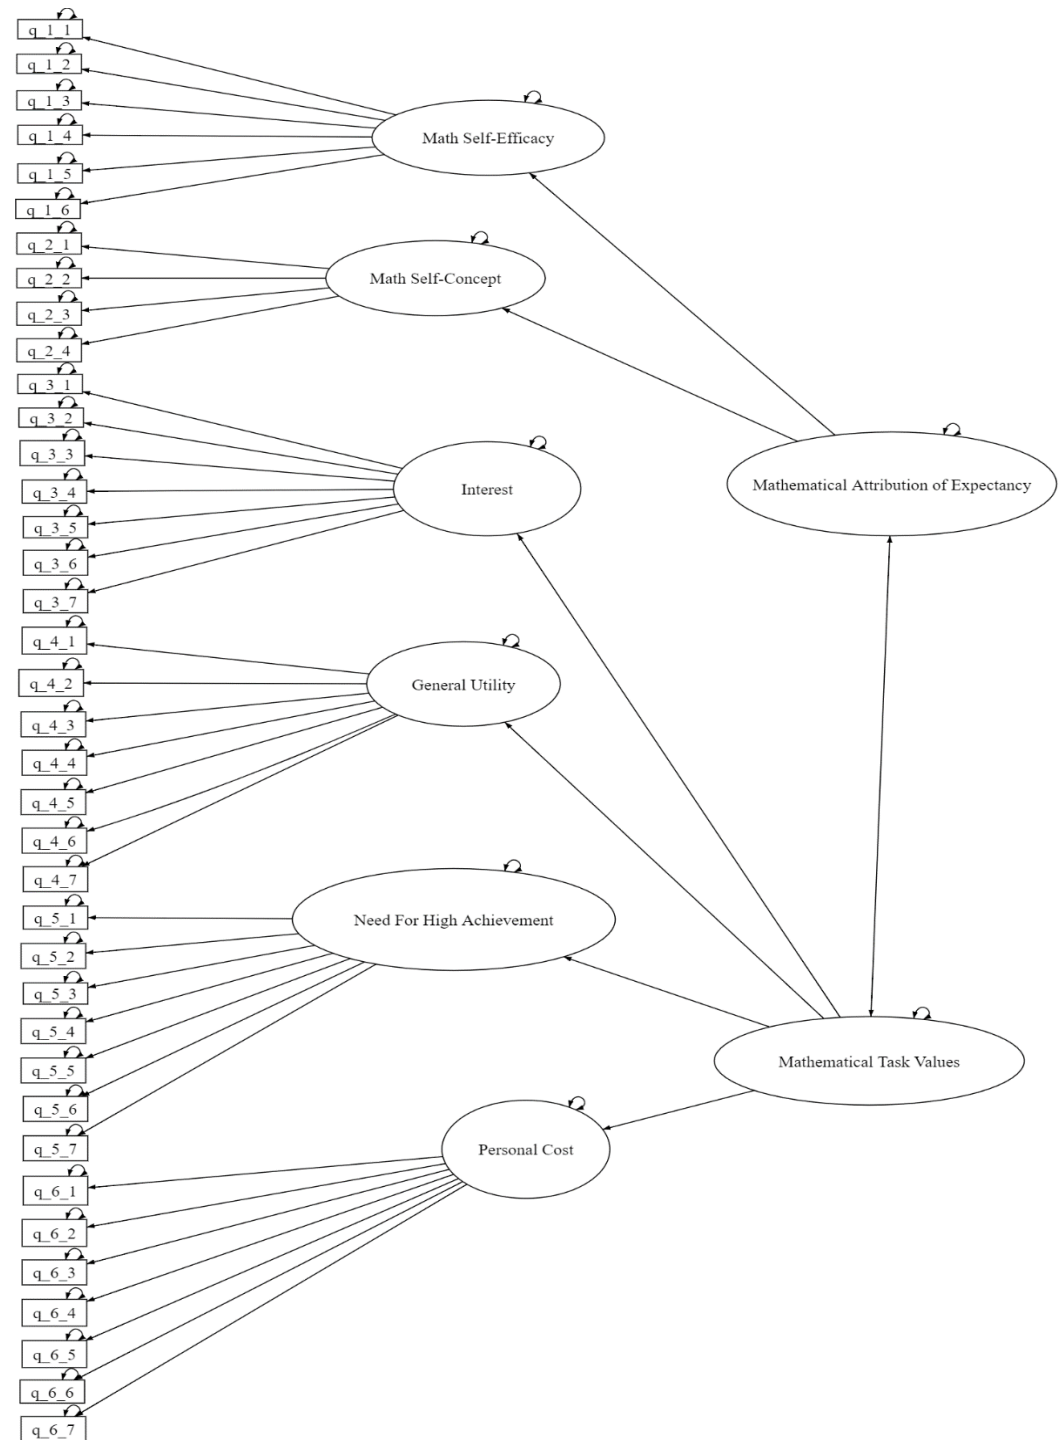 q_1_1
q_1_2
q_1_3
q_1_4
q_1_5
q_1_6
Math Self-Efficacy
q_2_1
q_2_2
q_2_3
q_2_4
Math Self-Concept
q_3_1
q_3_2
q_3_3
q_3_4
q_3_5
q_3_6
q_3_7
Interest
Mathematical Attribution of Expectancy
q_4_1
q_4_2
q_4_3
q_4_4
q_4_5
q_4_6
q_4_7
General Utility
q_5_1
q_5_2
q_5_3
q_5_4
q_5_5
q_5_6
q_5_7
Need For High Achievement
Mathematical Task Values
q_6_1
q_6_2
q_6_3
q_6_4
q_6_5
q_6_6
q_6_7
Personal Cost